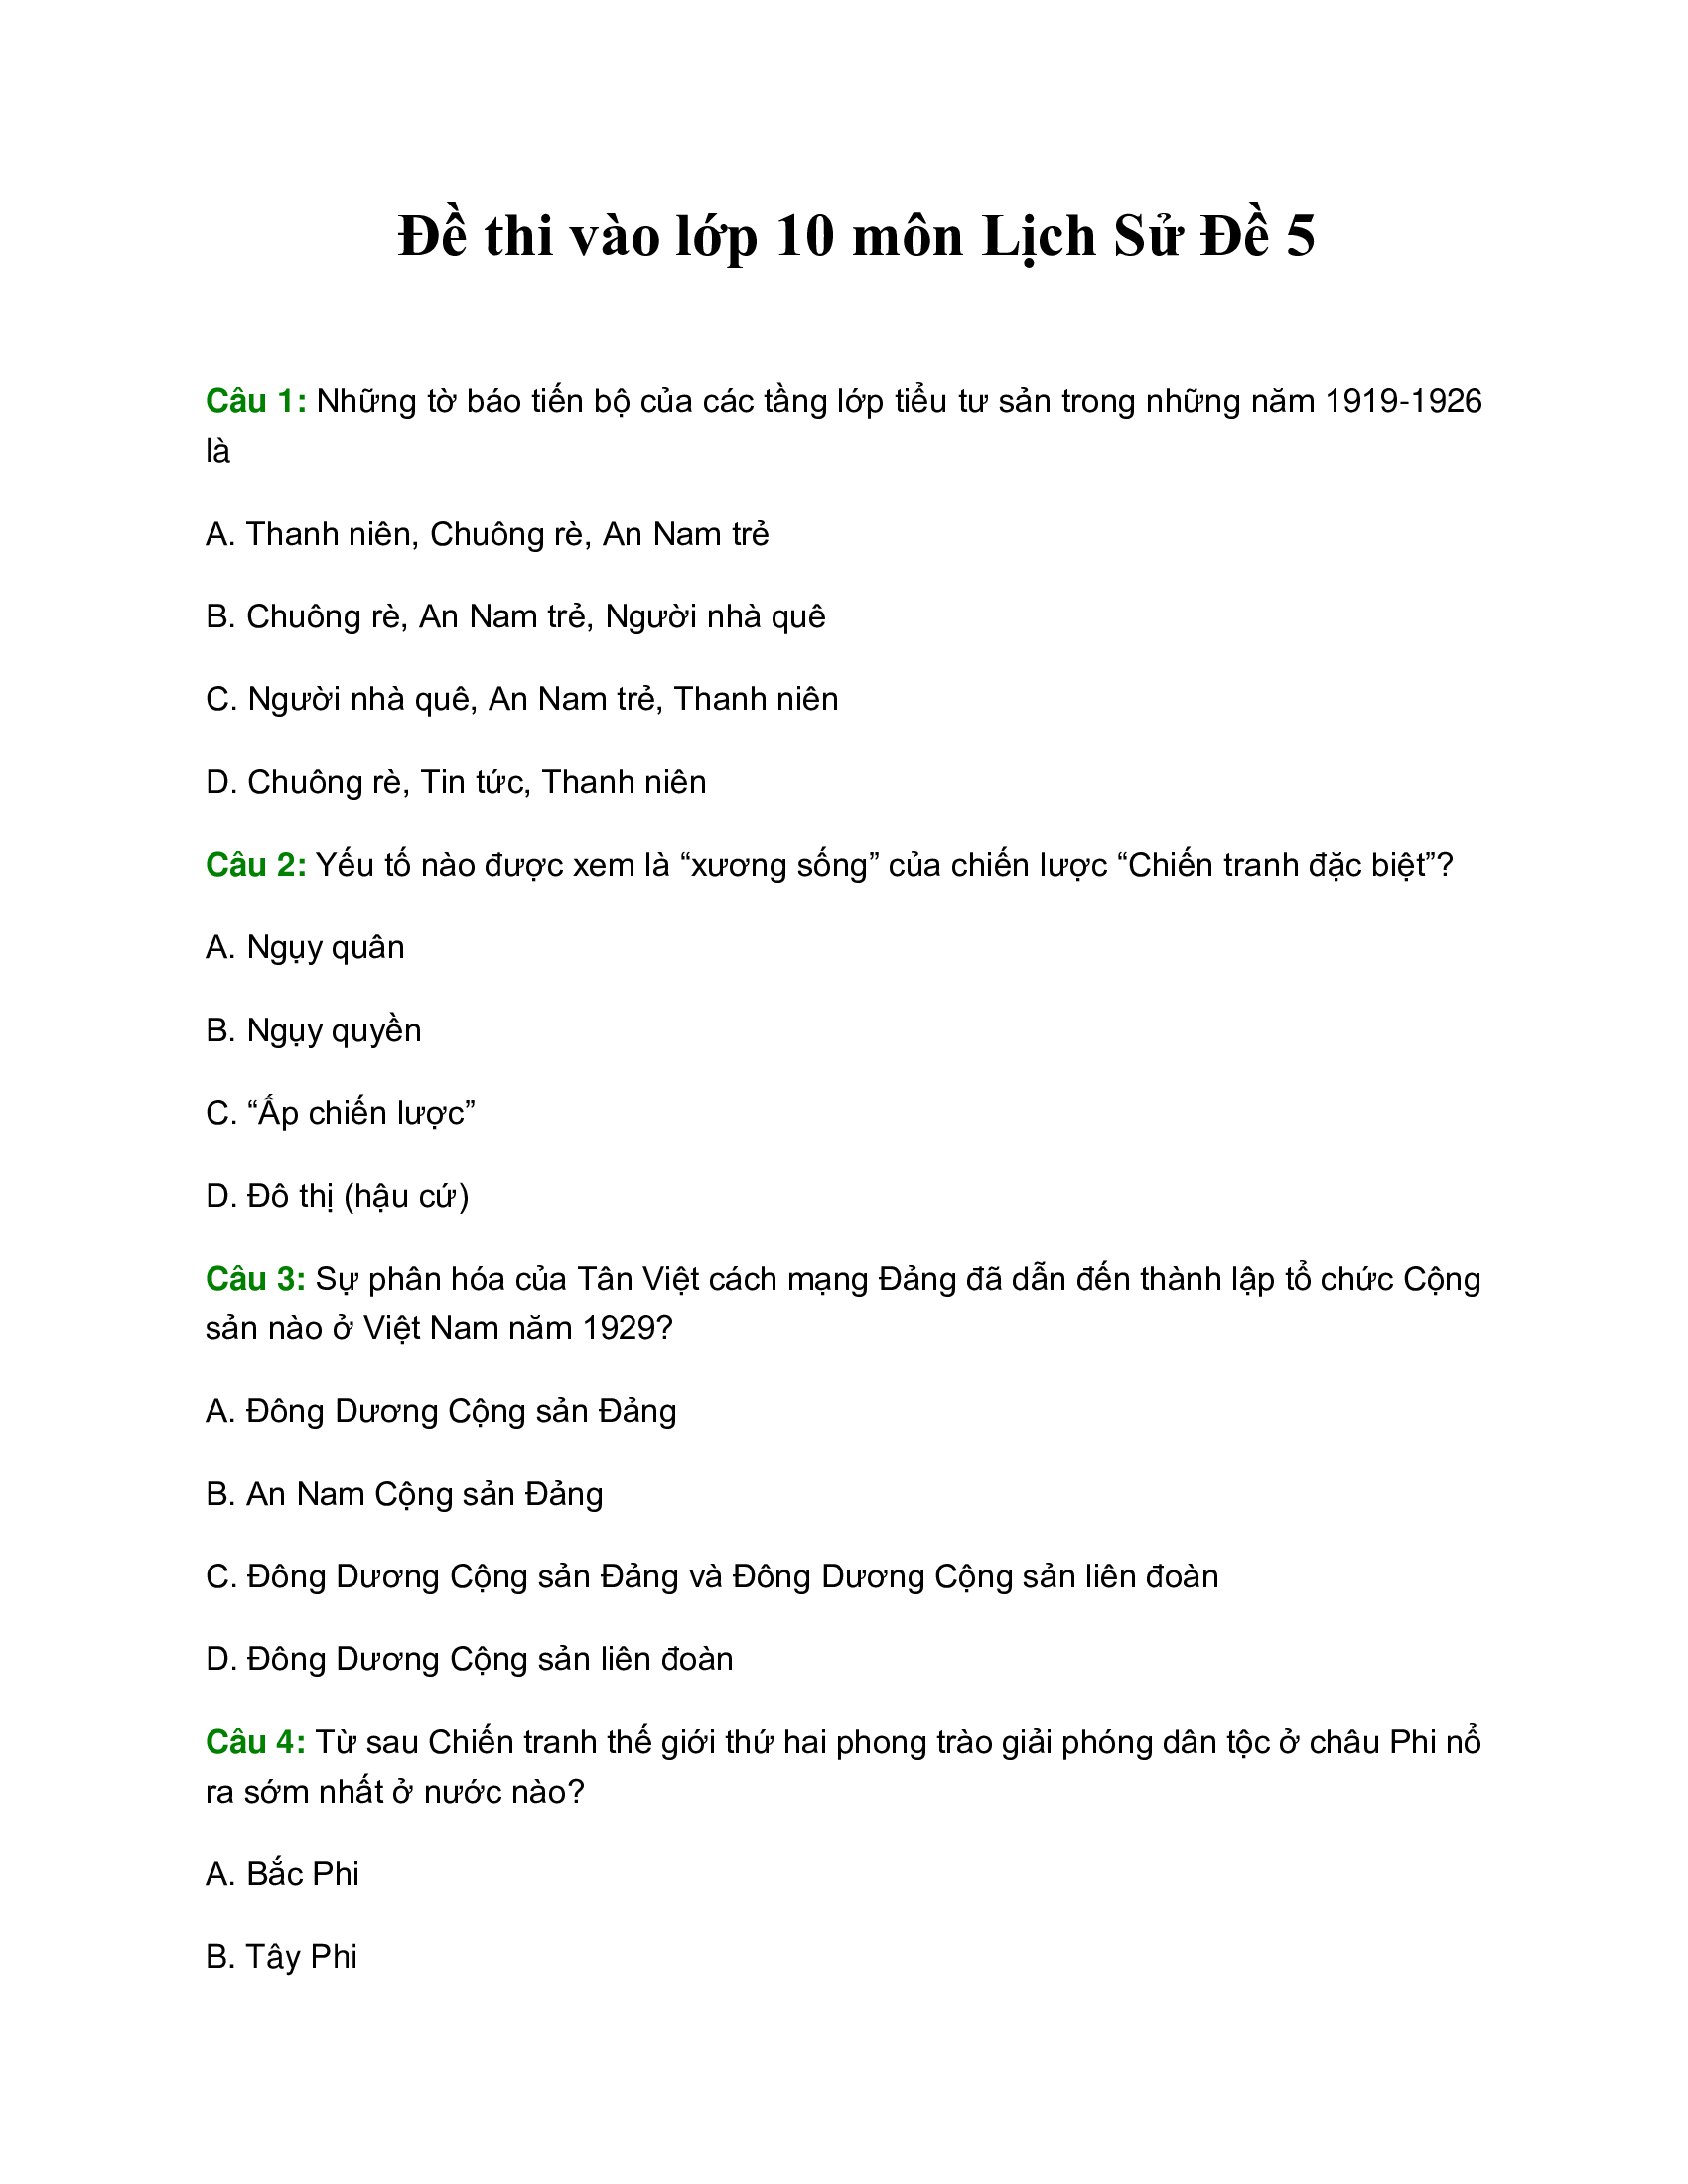 Đề thi vào lớp 10 môn Lịch Sử Đề 5
Câu 1: Những tờ báo tiến bộ của các tầng lớp tiểu tư sản trong những năm 1919-1926
là
A. Thanh niên, Chuông rè, An Nam trẻ
B. Chuông rè, An Nam trẻ, Người nhà quê
C. Người nhà quê, An Nam trẻ, Thanh niên
D. Chuông rè, Tin tức, Thanh niên
Câu 2: Yếu tố nào được xem là “xương sống” của chiến lược “Chiến tranh đặc biệt”?
A. Ngụy quân
B. Ngụy quyền
C. “Ấp chiến lược”
D. Đô thị (hậu cứ)
Câu 3: Sự phân hóa của Tân Việt cách mạng Đảng đã dẫn đến thành lập tổ chức Cộng
sản nào ở Việt Nam năm 1929?
A. Đông Dương Cộng sản Đảng
B. An Nam Cộng sản Đảng
C. Đông Dương Cộng sản Đảng và Đông Dương Cộng sản liên đoàn
D. Đông Dương Cộng sản liên đoàn
Câu 4: Từ sau Chiến tranh thế giới thứ hai phong trào giải phóng dân tộc ở châu Phi nổ
ra sớm nhất ở nước nào?
A. Bắc Phi
B. Tây Phi